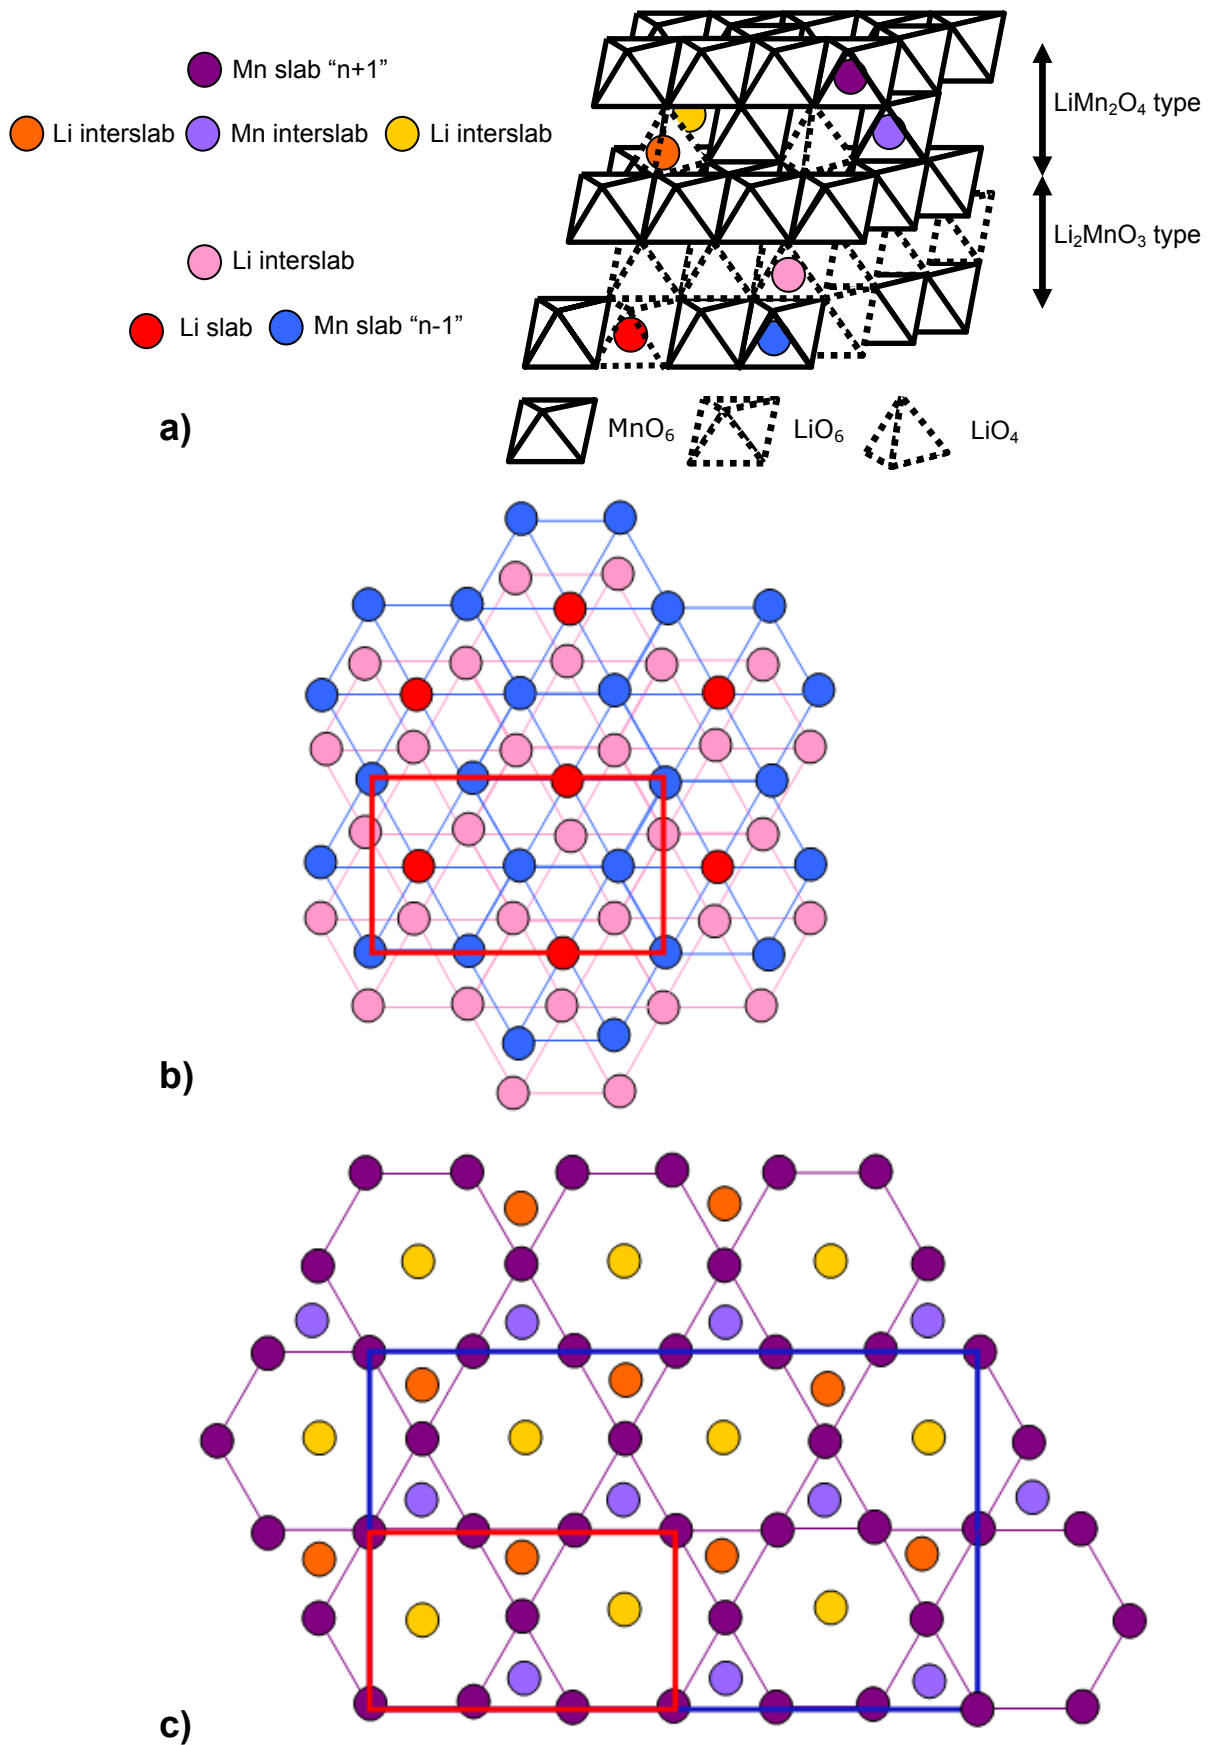 Mn slab “n+1”
LiMn2O4 type
Li interslab Mn interslab Li interslab
Li2MnO3 type
Li interslab
Li slab Mn slab “n-1”
a)
MnO6 LiO6 LiO4
b)
c)